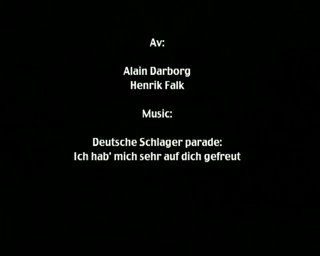 Av:
Alain Darborg
Henrik Falk
Music:
Deutsche Schlager parade:
Ich hab' mich sehr auf dich gefreut